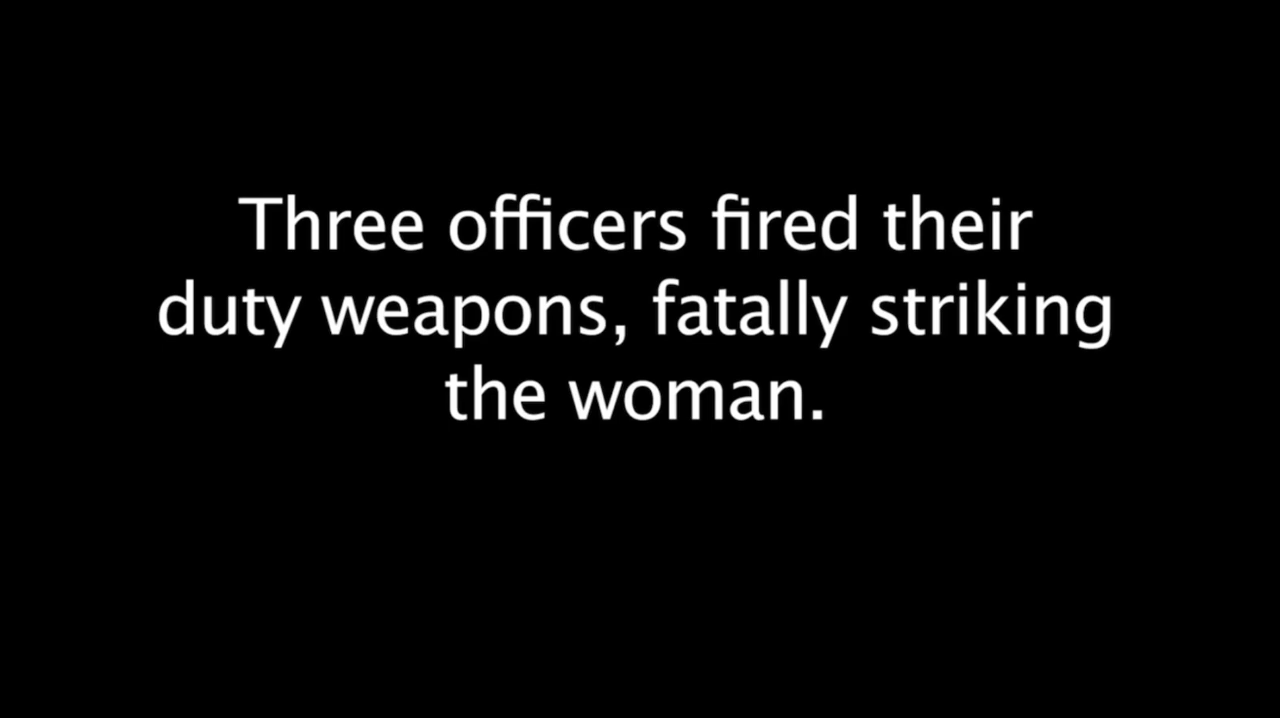 Three officers fired their
duty weapons, fatally striking
the woman.